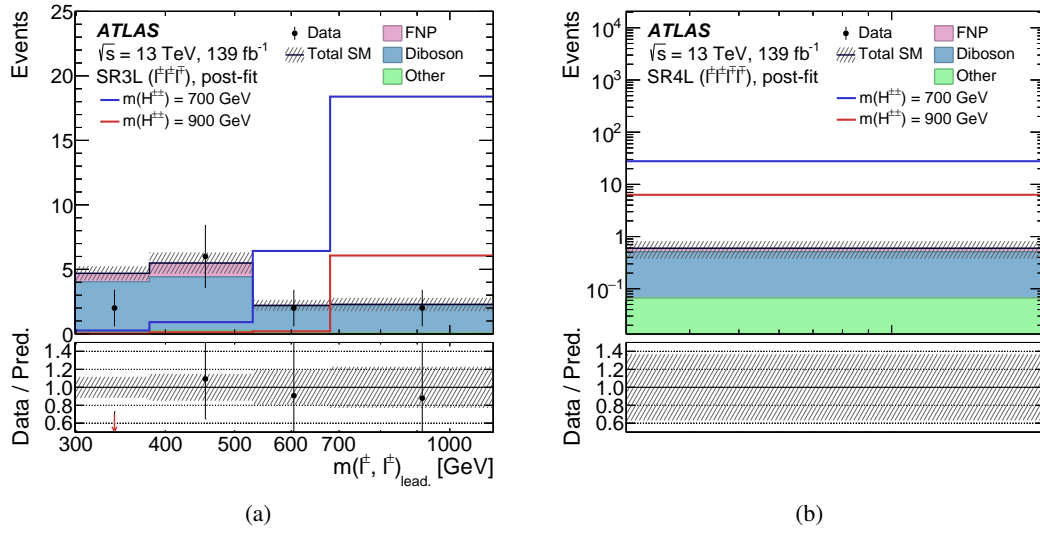 ATLAS
√s = 13 TeV, 139 fb⁻¹
SR3L (l±l±l∓), post-fit
m(H±±) = 700 GeV
m(H±±) = 900 GeV
Data
Total SM
FNP
Diboson
Other
Events
25
20
15
10
5
0
Data / Pred.
1.4
1.2
1.0
0.8
0.6
300 400 500 600 700 1000
m(l±, l±)lead. [GeV]
(a)
ATLAS
√s = 13 TeV, 139 fb⁻¹
SR4L (l±l±l∓l∓), post-fit
m(H±±) = 700 GeV
m(H±±) = 900 GeV
Data
Total SM
FNP
Diboson
Other
Events
10⁴
10³
10²
10
1
10⁻¹
Data / Pred.
1.4
1.2
1.0
0.8
0.6
(b)